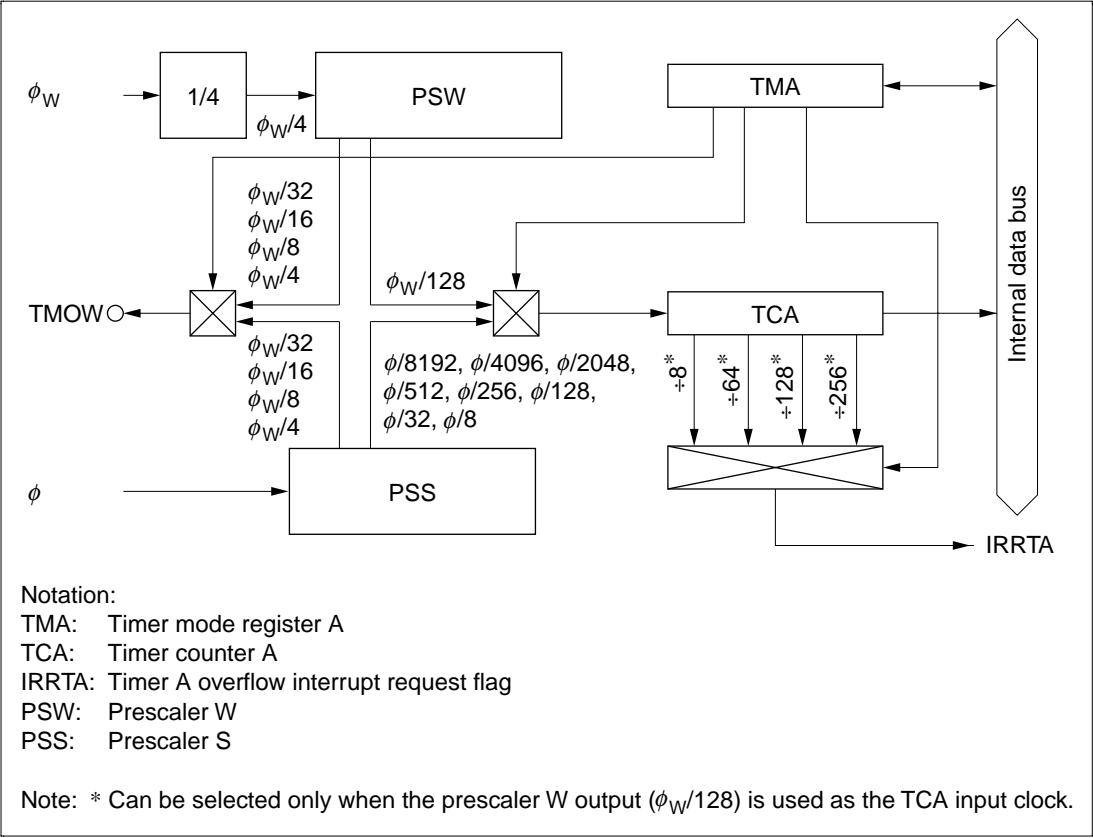 ϕW
1/4
PSW
TMA
ϕW/4
ϕW/32
ϕW/16
ϕW/8
ϕW/4
ϕW/128
TMOW
TCA
Internal data bus
ϕW/32
ϕW/16
ϕW/8
ϕW/4
ϕ/8192, ϕ/4096, ϕ/2048,
ϕ/512, ϕ/256, ϕ/128,
ϕ/32, ϕ/8
÷8*
÷64*
÷128*
÷256*
ϕ
PSS
IRRTA
Notation:
TMA: Timer mode register A
TCA: Timer counter A
IRRTA: Timer A overflow interrupt request flag
PSW: Prescaler W
PSS: Prescaler S
Note: * Can be selected only when the prescaler W output (ϕW/128) is used as the TCA input clock.